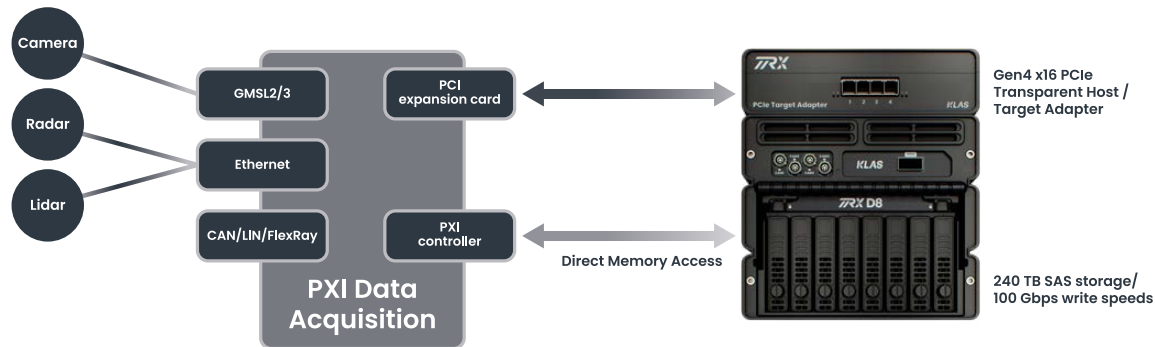 Camera
Radar
Lidar
GMSL2/3
Ethernet
CAN/LIN/FlexRay
PCI
expansion card
PXI
controller
PXI Data
Acquisition
Direct Memory Access
TRX
PCIe Target Adapter
1 2 3 4
KLAS
KLAS
TRX D8
Gen4 x16 PCIe
Transparent Host /
Target Adapter
240 TB SAS storage/
100 Gbps write speeds